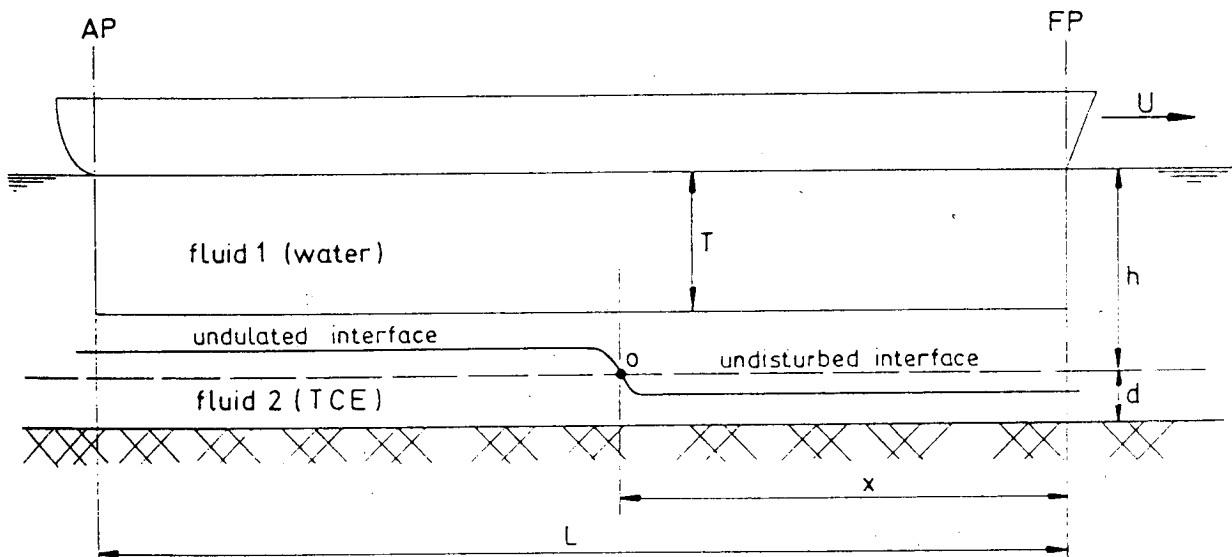 AP
FP
U
fluid 1 (water)
T
h
undulated interface
o
undisturbed interface
fluid 2 (TCE)
d
x
L